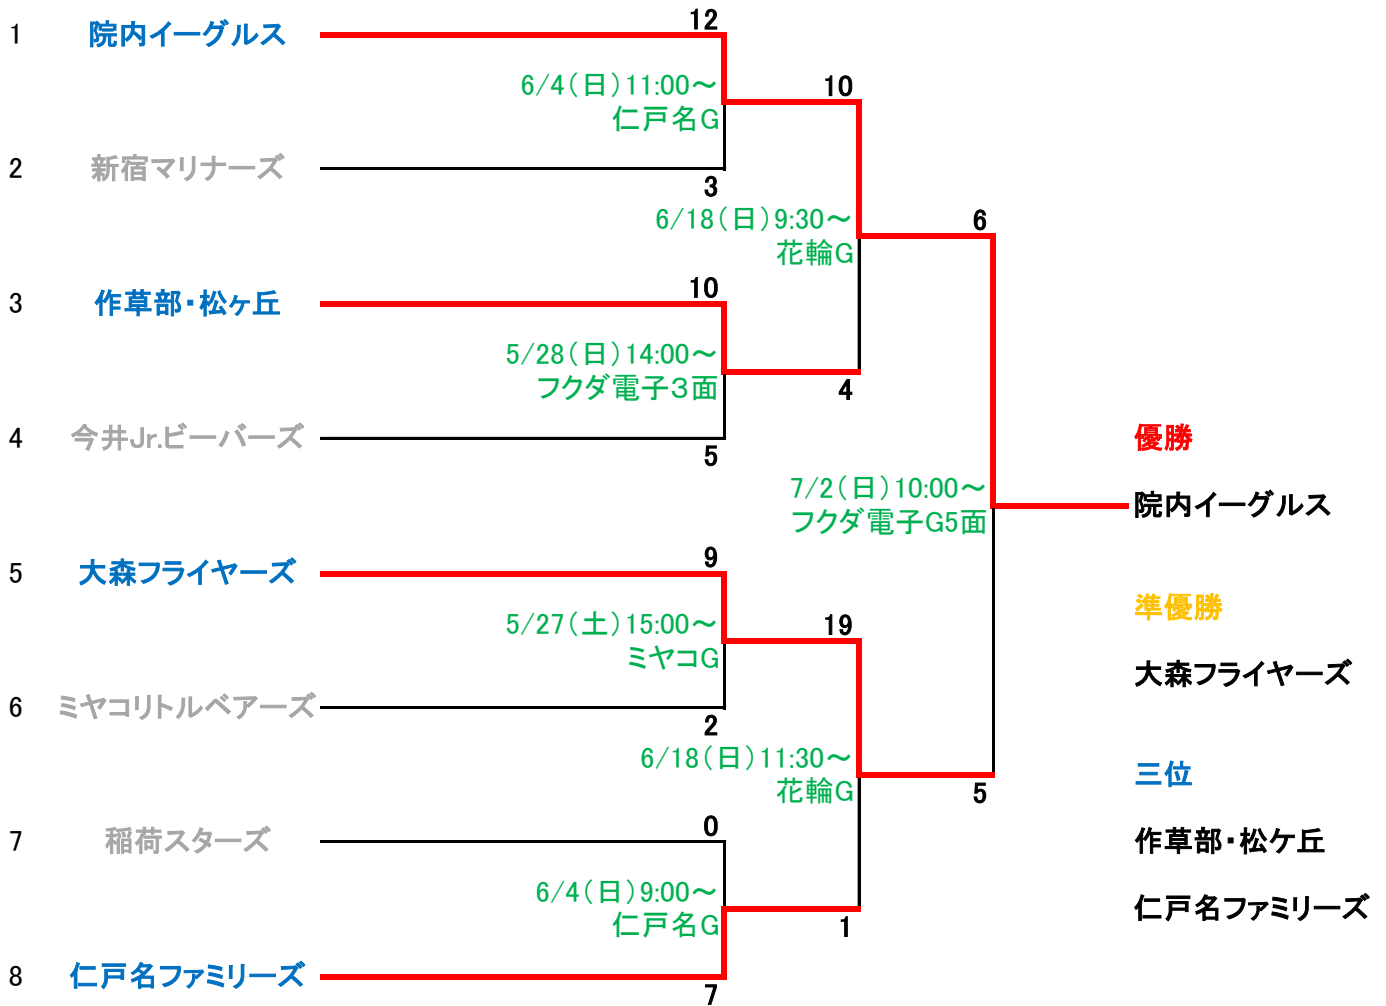 12
1 院内イーグルス
6/4(日)11:00～
仁戸名G
10
2 新宿マリナーズ
3
6/18(日)9:30～
花輪G
6
3 作草部・松ヶ丘
10
5/28(日)14:00～
フクダ電子３面
4
4 今井Jr.ビーバーズ
5
優勝
7/2(日)10:00～
フクダ電子G5面
院内イーグルス
9
5 大森フライヤーズ
準優勝
5/27(土)15:00～
ミヤコG
19
大森フライヤーズ
6 ミヤコリトルベアーズ
2
6/18(日)11:30～
花輪G
三位
5
0
7 稲荷スターズ
作草部・松ケ丘
6/4(日)9:00～
仁戸名G
1
仁戸名ファミリーズ
8 仁戸名ファミリーズ
7